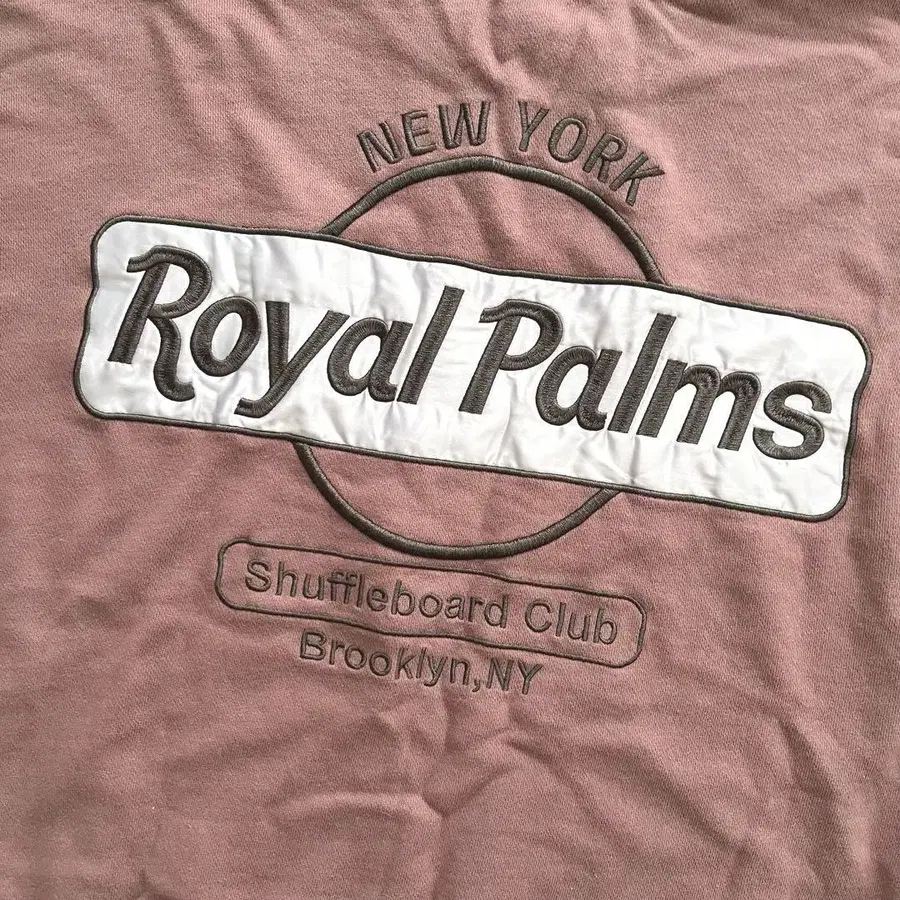 NEW YORK
Royal Palms
Shuffleboard Club
Brooklyn,NY